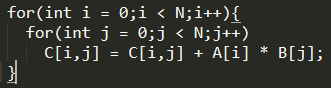 for(int i = 0;i < N;i++){
  for(int j = 0;j < N;j++)
    C[i,j] = C[i,j] + A[i] * B[j];
}